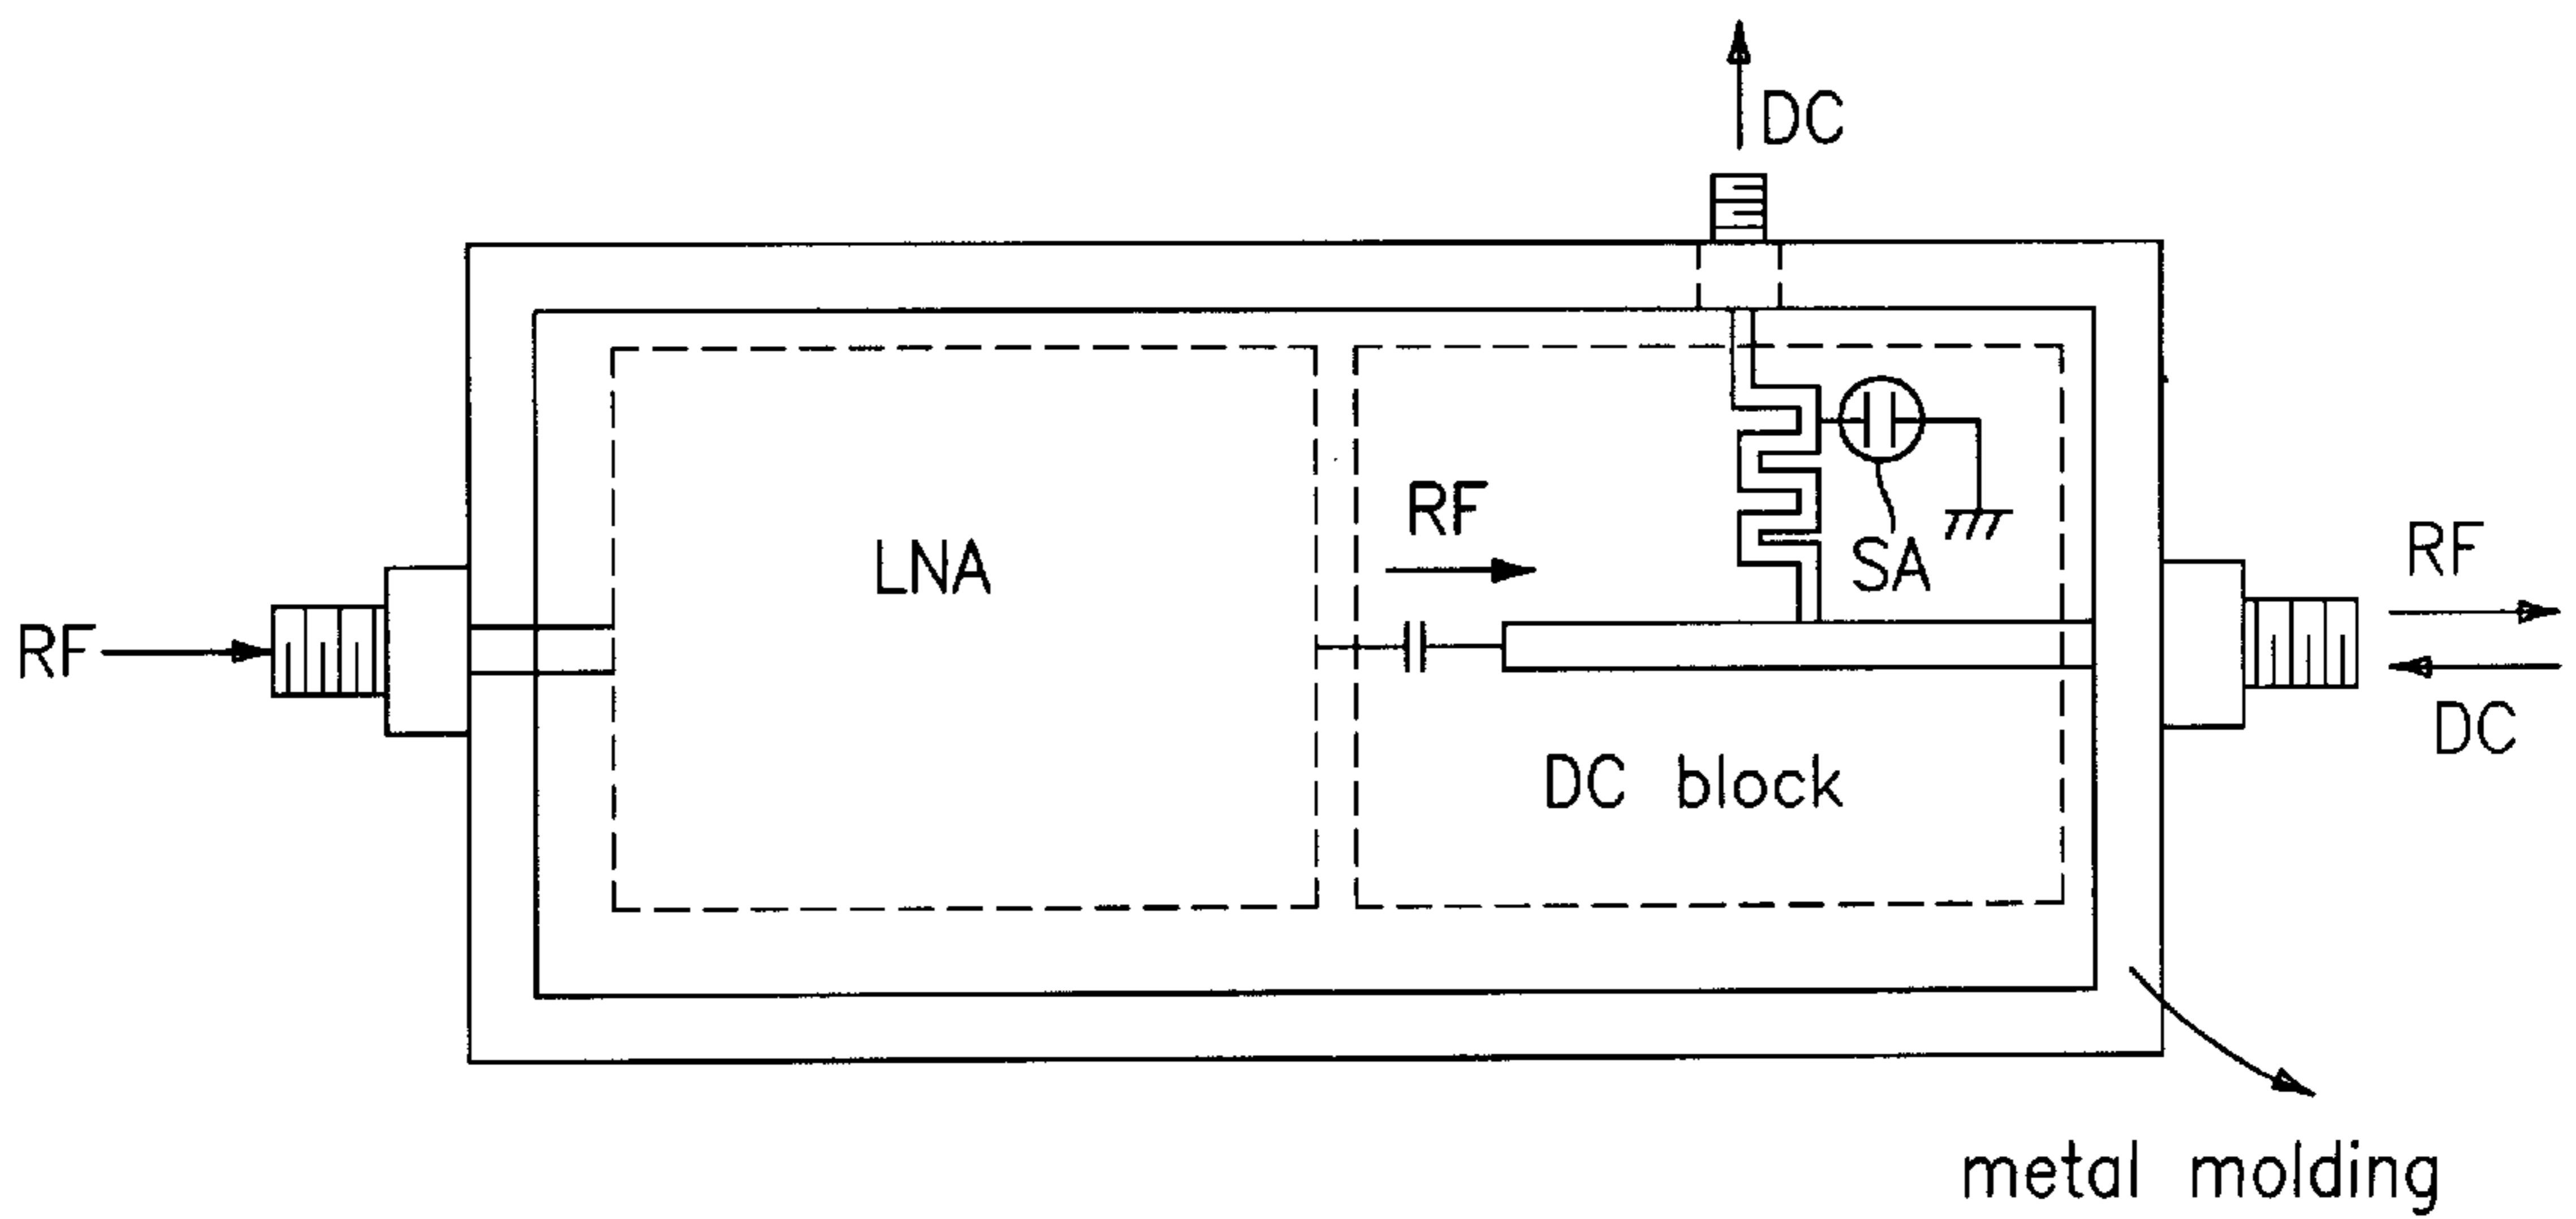 DC
RF
LNA
RF
SA
DC block
RF
DC
metal molding